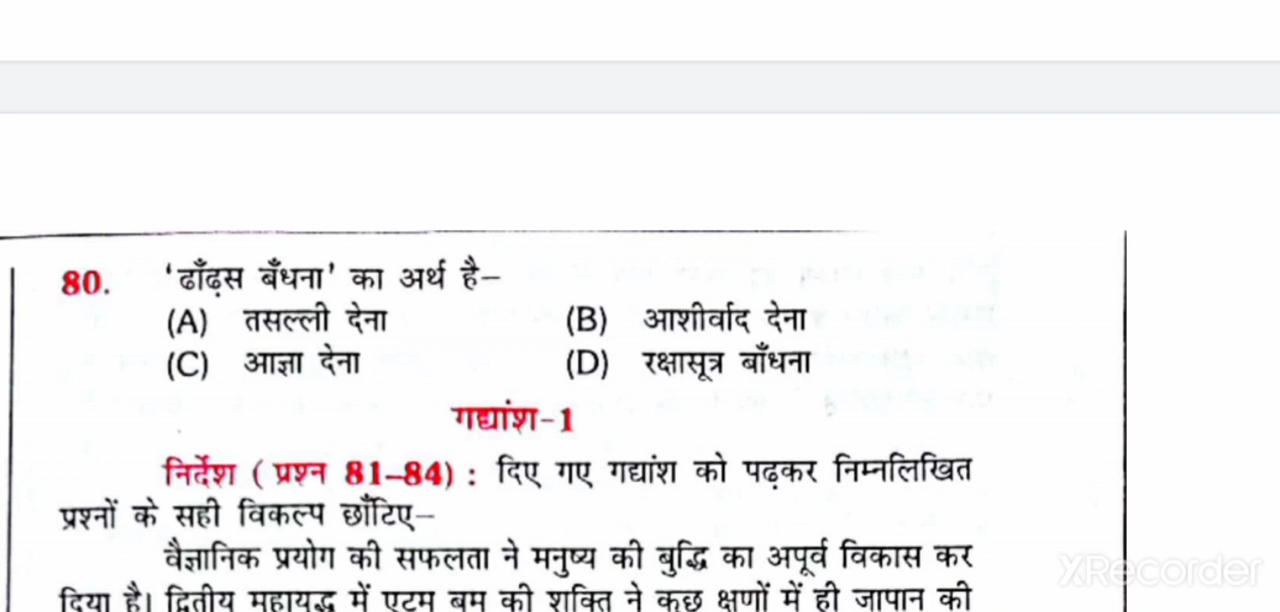 80. 'ढाँढ़स बँधना' का अर्थ है–
(A) तसल्ली देना (B) आशीर्वाद देना
(C) आज्ञा देना (D) रक्षासूत्र बाँधना
गद्यांश-1
निर्देश ( प्रश्न 81–84) : दिए गए गद्यांश को पढ़कर निम्नलिखित
प्रश्नों के सही विकल्प छाँटिए–
वैज्ञानिक प्रयोग की सफलता ने मनुष्य की बुद्धि का अपूर्व विकास कर
दिया है। द्वितीय महायुद्ध में एटम बम की शक्ति ने कुछ क्षणों में ही जापान की
XRecorder